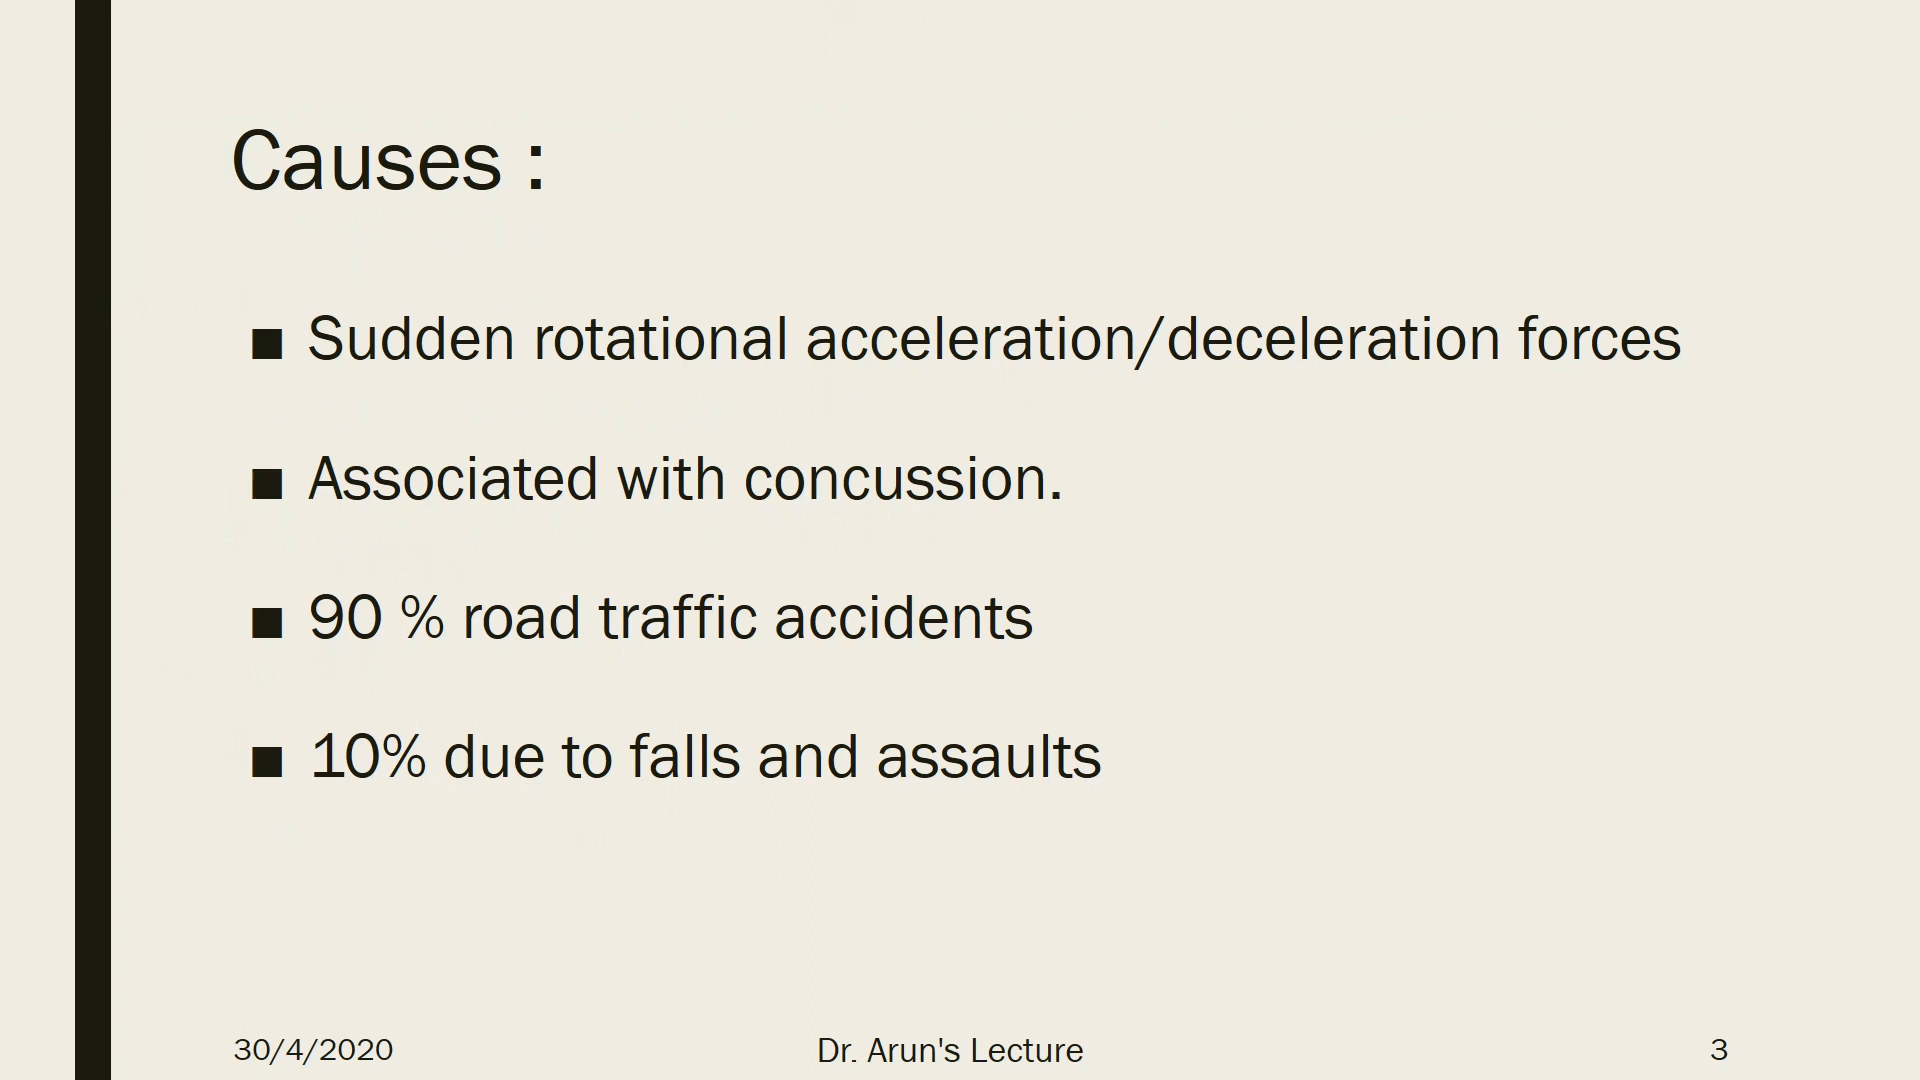 Causes :
■ Sudden rotational acceleration/deceleration forces
■ Associated with concussion.
■ 90 % road traffic accidents
■ 10% due to falls and assaults
30/4/2020
Dr. Arun's Lecture
3